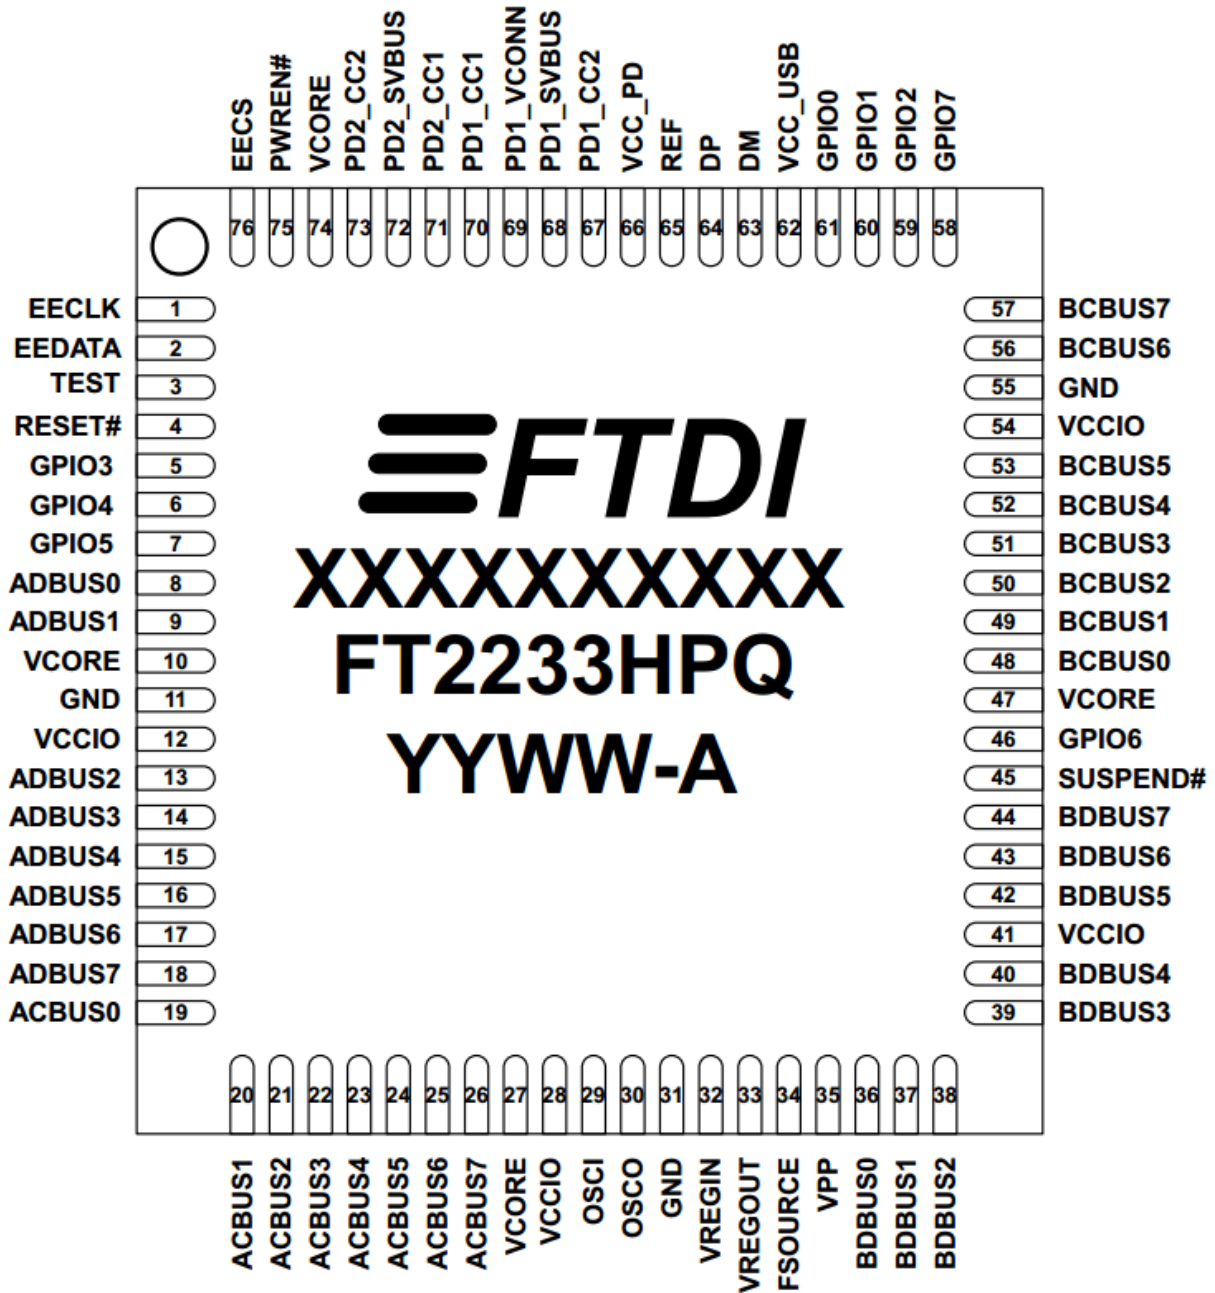 EECS
PWREN#
VCORE
PD2_CC2
PD2_SVBUS
PD2_CC1
PD1_CC1
PD1_VCONN
PD1_SVBUS
PD1_CC2
VCC_PD
REF
DP
DM
VCC_USB
GPIO0
GPIO1
GPIO2
GPIO7
76 75 74 73 72 71 70 69 68 67 66 65 64 63 62 61 60 59 58
EECLK 1
EEDATA 2
TEST 3
RESET# 4
GPIO3 5
GPIO4 6
GPIO5 7
ADBUS0 8
ADBUS1 9
VCORE 10
GND 11
VCCIO 12
ADBUS2 13
ADBUS3 14
ADBUS4 15
ADBUS5 16
ADBUS6 17
ADBUS7 18
ACBUS0 19
FTDI
XXXXXXXXXX
FT2233HPQ
YYWW-A
57 BCBUS7
56 BCBUS6
55 GND
54 VCCIO
53 BCBUS5
52 BCBUS4
51 BCBUS3
50 BCBUS2
49 BCBUS1
48 BCBUS0
47 VCORE
46 GPIO6
45 SUSPEND#
44 BDBUS7
43 BDBUS6
42 BDBUS5
41 VCCIO
40 BDBUS4
39 BDBUS3
20 21 22 23 24 25 26 27 28 29 30 31 32 33 34 35 36 37 38
ACBUS1
ACBUS2
ACBUS3
ACBUS4
ACBUS5
ACBUS6
ACBUS7
VCORE
VCCIO
OSCI
OSCO
GND
VREGIN
VREGOUT
FSOURCE
VPP
BDBUS0
BDBUS1
BDBUS2